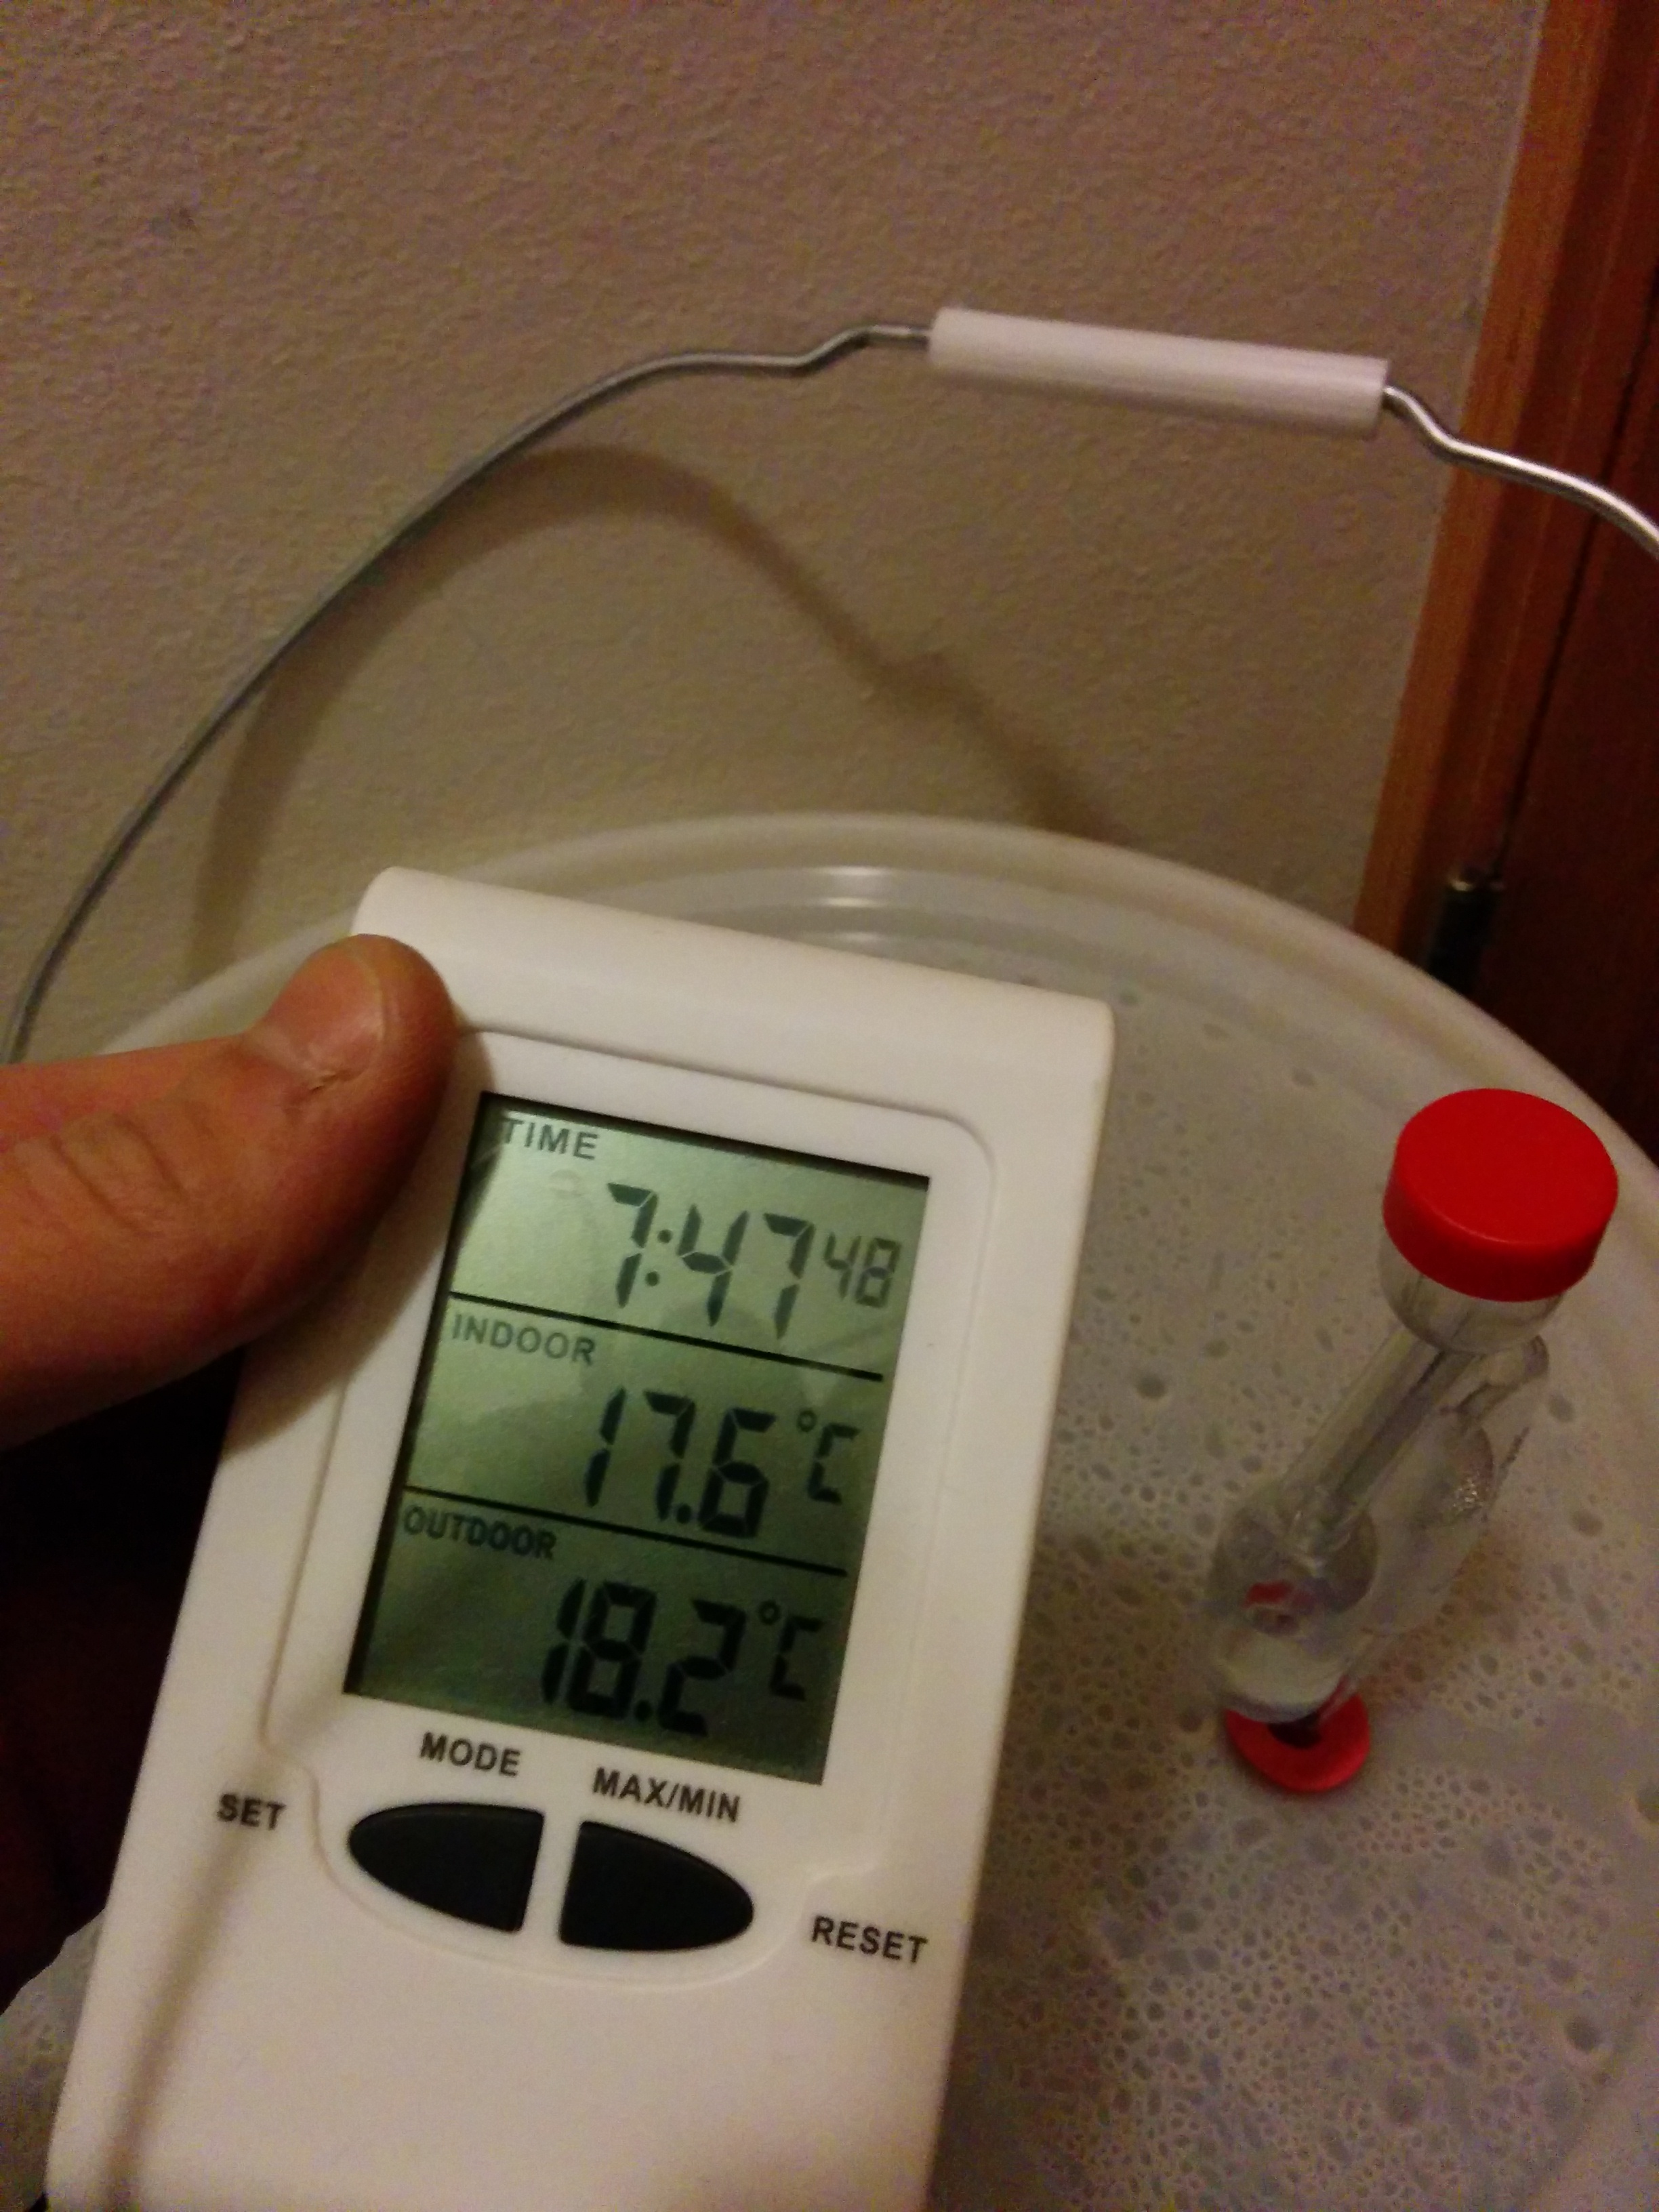 TIME
7:47 48
INDOOR
17.6 °C
OUTDOOR
18.2 °C
MODE
MAX/MIN
SET
RESET